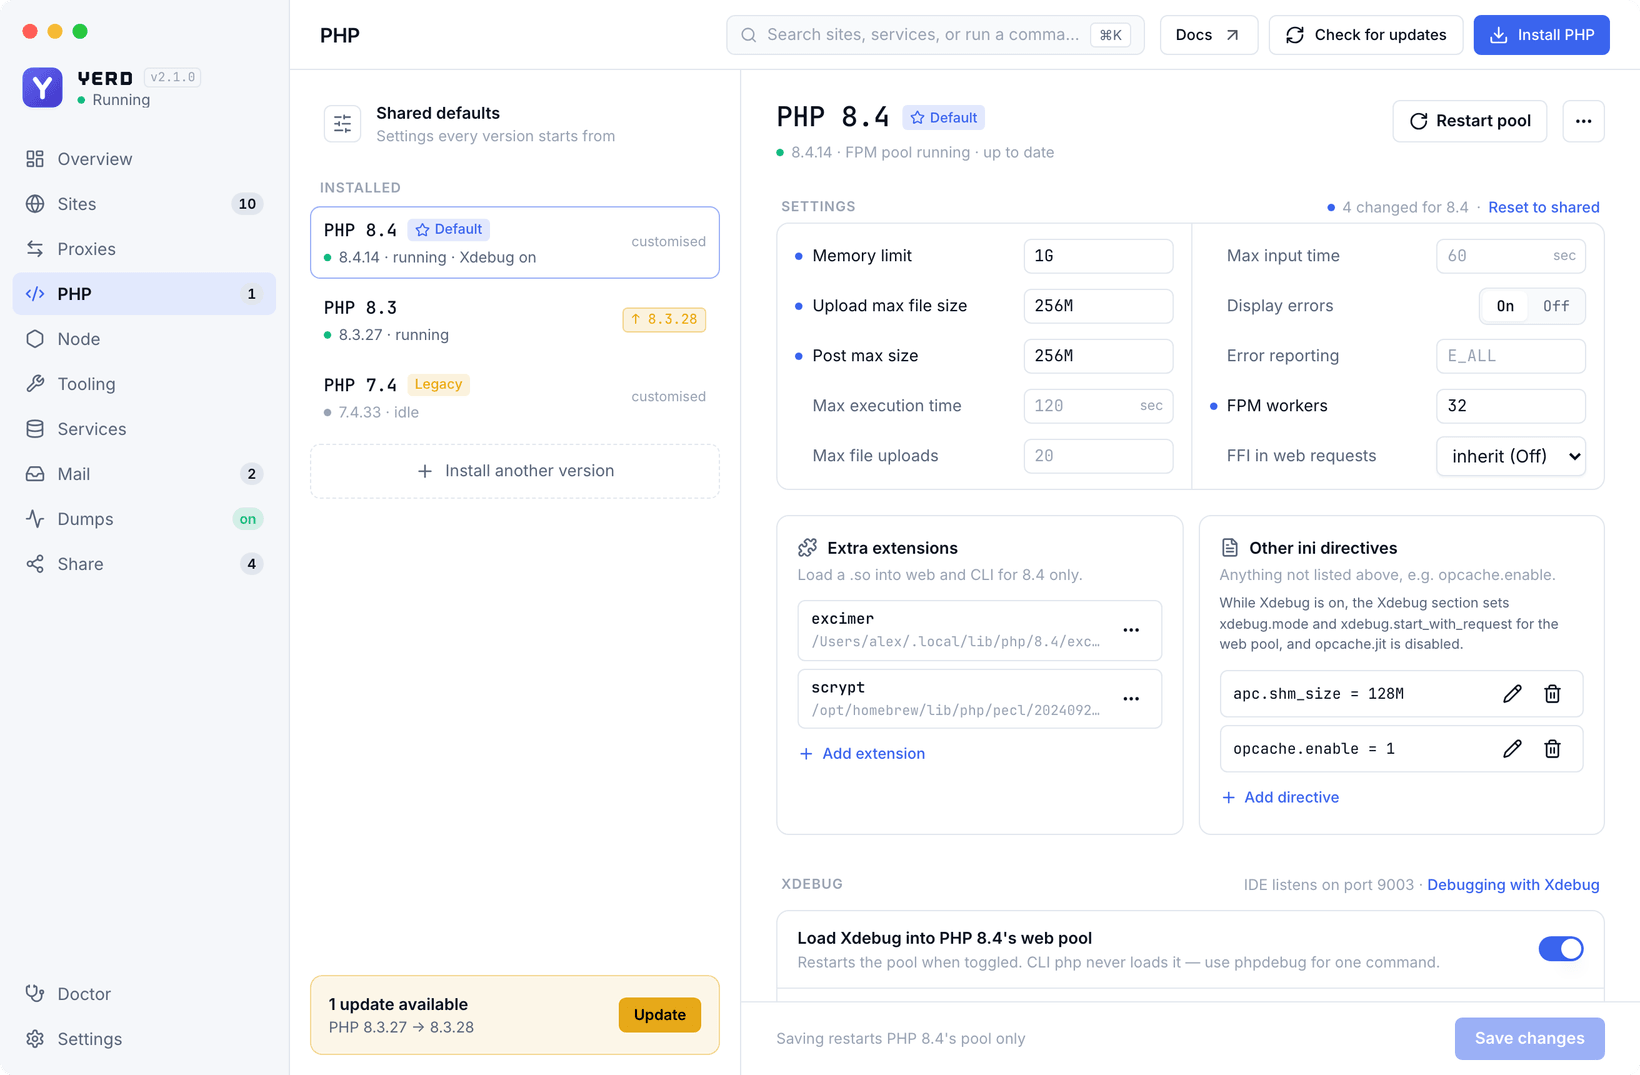 YERD v2.1.0
Running
Overview
Sites 10
Proxies
PHP 1
Node
Tooling
Services
Mail 2
Dumps on
Share 4
Doctor
Settings
PHP
Search sites, services, or run a comma... ⌘K
Docs
Check for updates
Install PHP
Shared defaults
Settings every version starts from
INSTALLED
PHP 8.4 Default
8.4.14 · running · Xdebug on
customised
PHP 8.3
8.3.27 · running
↑ 8.3.28
PHP 7.4 Legacy
7.4.33 · idle
customised
+ Install another version
1 update available
PHP 8.3.27 → 8.3.28
Update
PHP 8.4 Default
8.4.14 · FPM pool running · up to date
Restart pool
SETTINGS
4 changed for 8.4 · Reset to shared
Memory limit 1G
Upload max file size 256M
Post max size 256M
Max execution time 120 sec
Max file uploads 20
Max input time 60 sec
Display errors On Off
Error reporting E_ALL
FPM workers 32
FFI in web requests inherit (Off)
Extra extensions
Load a .so into web and CLI for 8.4 only.
excimer
/Users/alex/.local/lib/php/8.4/exc…
scrypt
/opt/homebrew/lib/php/pecl/2024092…
+ Add extension
Other ini directives
Anything not listed above, e.g. opcache.enable.
While Xdebug is on, the Xdebug section sets
xdebug.mode and xdebug.start_with_request for the
web pool, and opcache.jit is disabled.
apc.shm_size = 128M
opcache.enable = 1
+ Add directive
XDEBUG
IDE listens on port 9003 · Debugging with Xdebug
Load Xdebug into PHP 8.4's web pool
Restarts the pool when toggled. CLI php never loads it — use phpdebug for one command.
Saving restarts PHP 8.4's pool only
Save changes